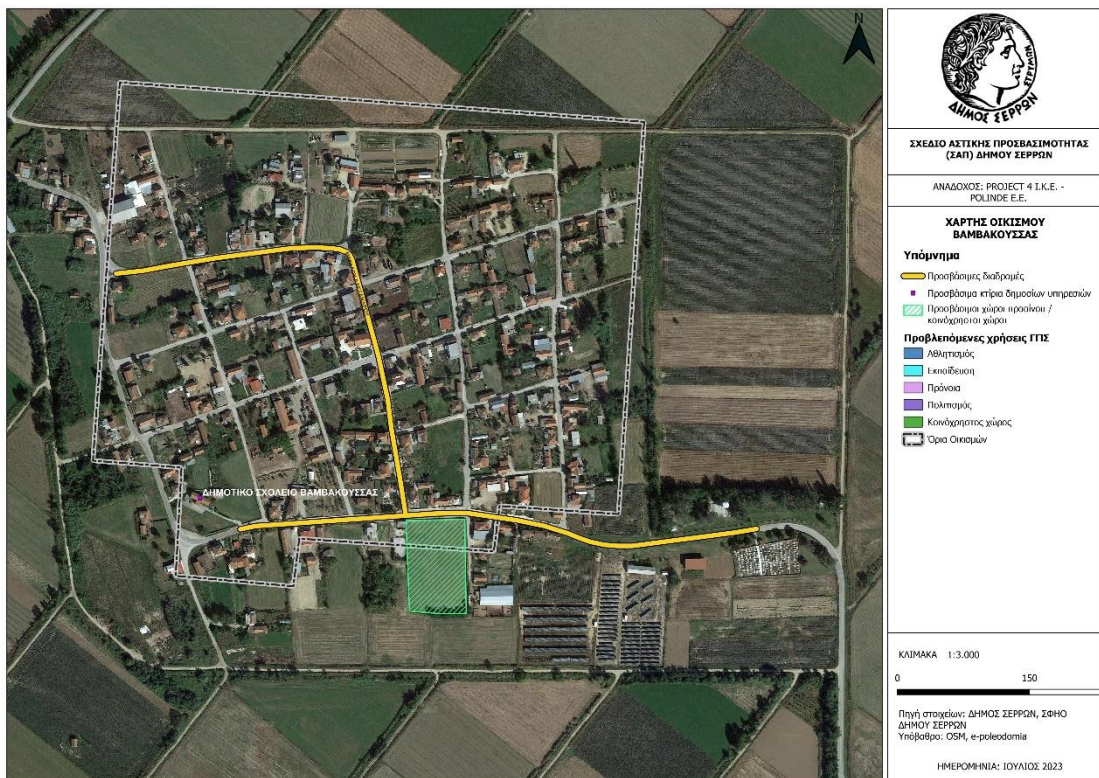 ΔΗΜΟΤΙΚΟ ΣΧΟΛΕΙΟ ΒΑΜΒΑΚΟΥΣΣΑΣ
N
ΔΗΜΟΣ ΣΕΡΡΩΝ
ΣΤΡΥΜΩΝ
ΣΧΕΔΙΟ ΑΣΤΙΚΗΣ ΠΡΟΣΒΑΣΙΜΟΤΗΤΑΣ
(ΣΑΠ) ΔΗΜΟΥ ΣΕΡΡΩΝ
ΑΝΑΔΟΧΟΣ: PROJECT 4 Ι.Κ.Ε. -
POLINDE Ε.Ε.
ΧΑΡΤΗΣ ΟΙΚΙΣΜΟΥ
ΒΑΜΒΑΚΟΥΣΣΑΣ
Υπόμνημα
Προσβάσιμες διαδρομές
Προσβάσιμα κτίρια δημοσίων υπηρεσιών
Προσβάσιμοι χώροι πρασίνου /
κοινόχρηστοι χώροι
Προβλεπόμενες χρήσεις ΓΠΣ
Αθλητισμός
Εκπαίδευση
Πρόνοια
Πολιτισμός
Κοινόχρηστος χώρος
Όρια Οικισμών
ΚΛΙΜΑΚΑ 1:3.000
0 150
Πηγή στοιχείων: ΔΗΜΟΣ ΣΕΡΡΩΝ, ΣΦΗΟ
ΔΗΜΟΥ ΣΕΡΡΩΝ
Υπόβαθρο: OSM, e-poleodomia
ΗΜΕΡΟΜΗΝΙΑ: ΙΟΥΛΙΟΣ 2023